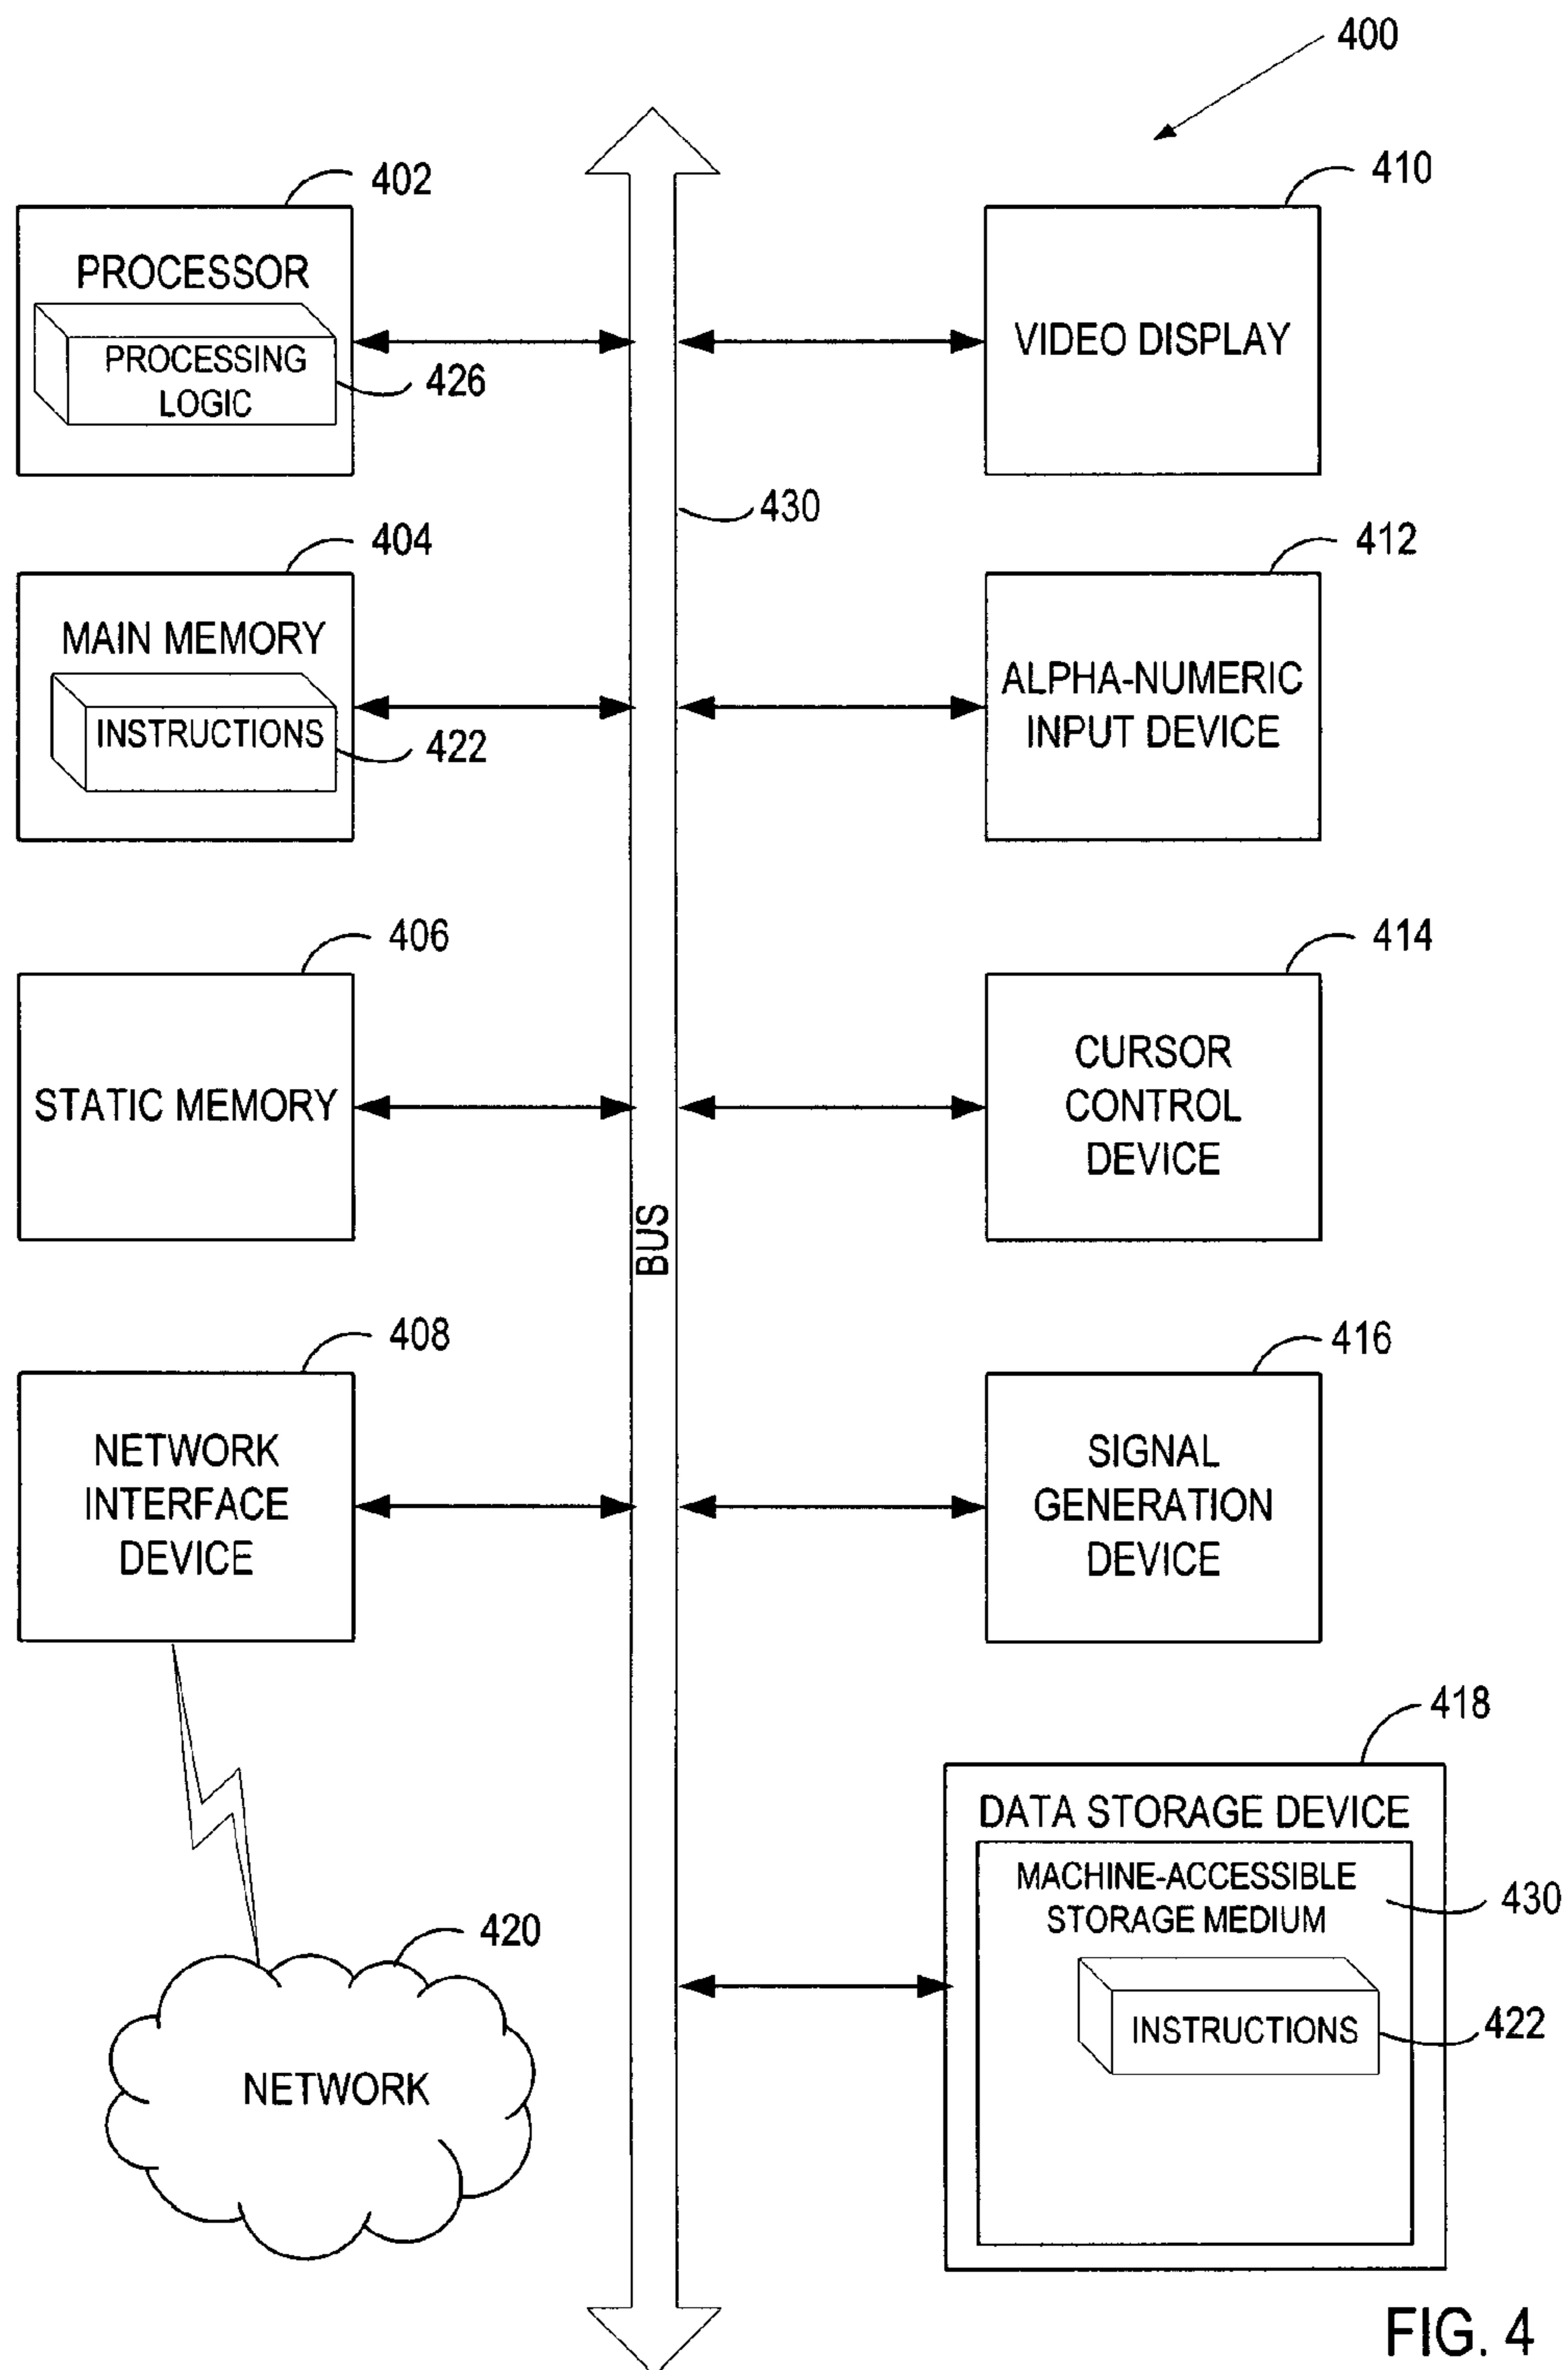 400
402
PROCESSOR
PROCESSING
LOGIC
426
410
VIDEO DISPLAY
430
404
MAIN MEMORY
INSTRUCTIONS
422
412
ALPHA-NUMERIC
INPUT DEVICE
406
STATIC MEMORY
414
CURSOR
CONTROL
DEVICE
BUS
408
NETWORK
INTERFACE
DEVICE
416
SIGNAL
GENERATION
DEVICE
418
DATA STORAGE DEVICE
MACHINE-ACCESSIBLE
STORAGE MEDIUM
430
INSTRUCTIONS
422
420
NETWORK
FIG. 4